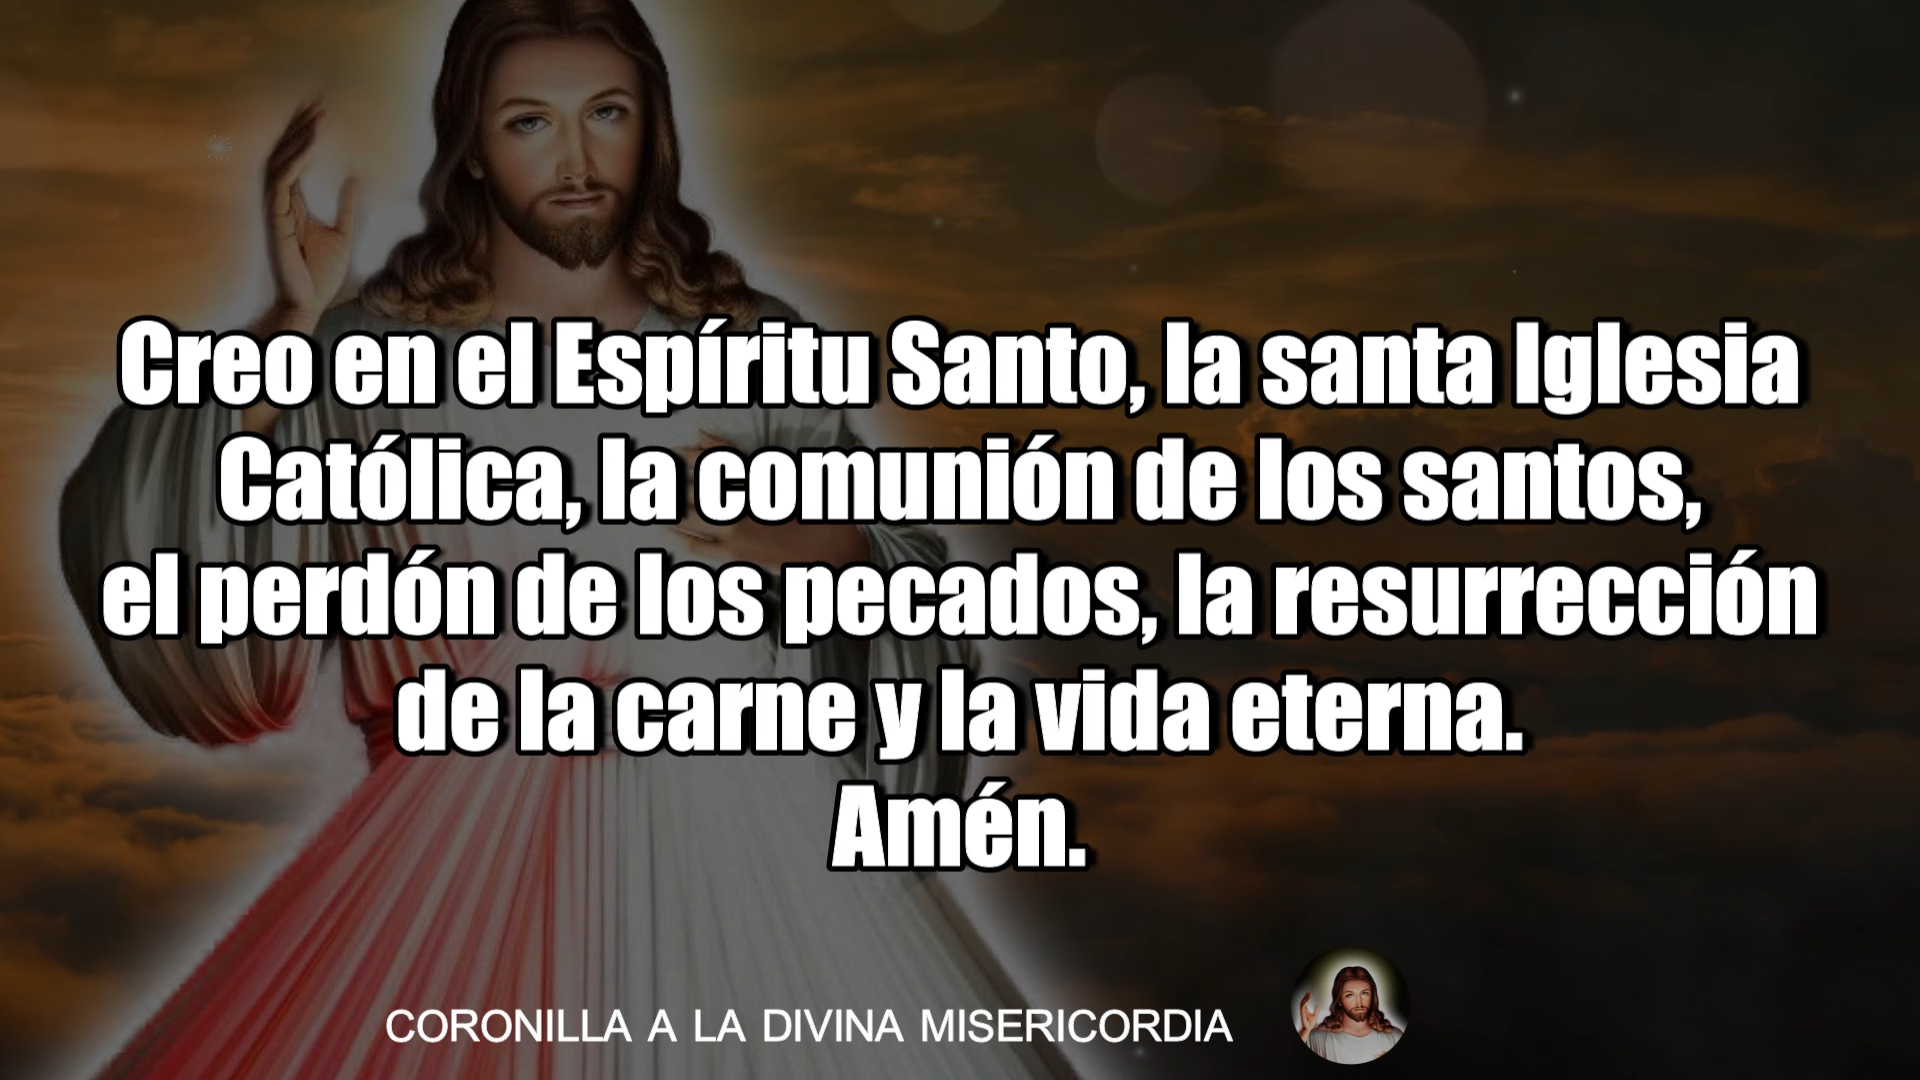 Creo en el Espíritu Santo, la santa Iglesia
Católica, la comunión de los santos,
el perdón de los pecados, la resurrección
de la carne y la vida eterna.
Amén.
CORONILLA A LA DIVINA MISERICORDIA